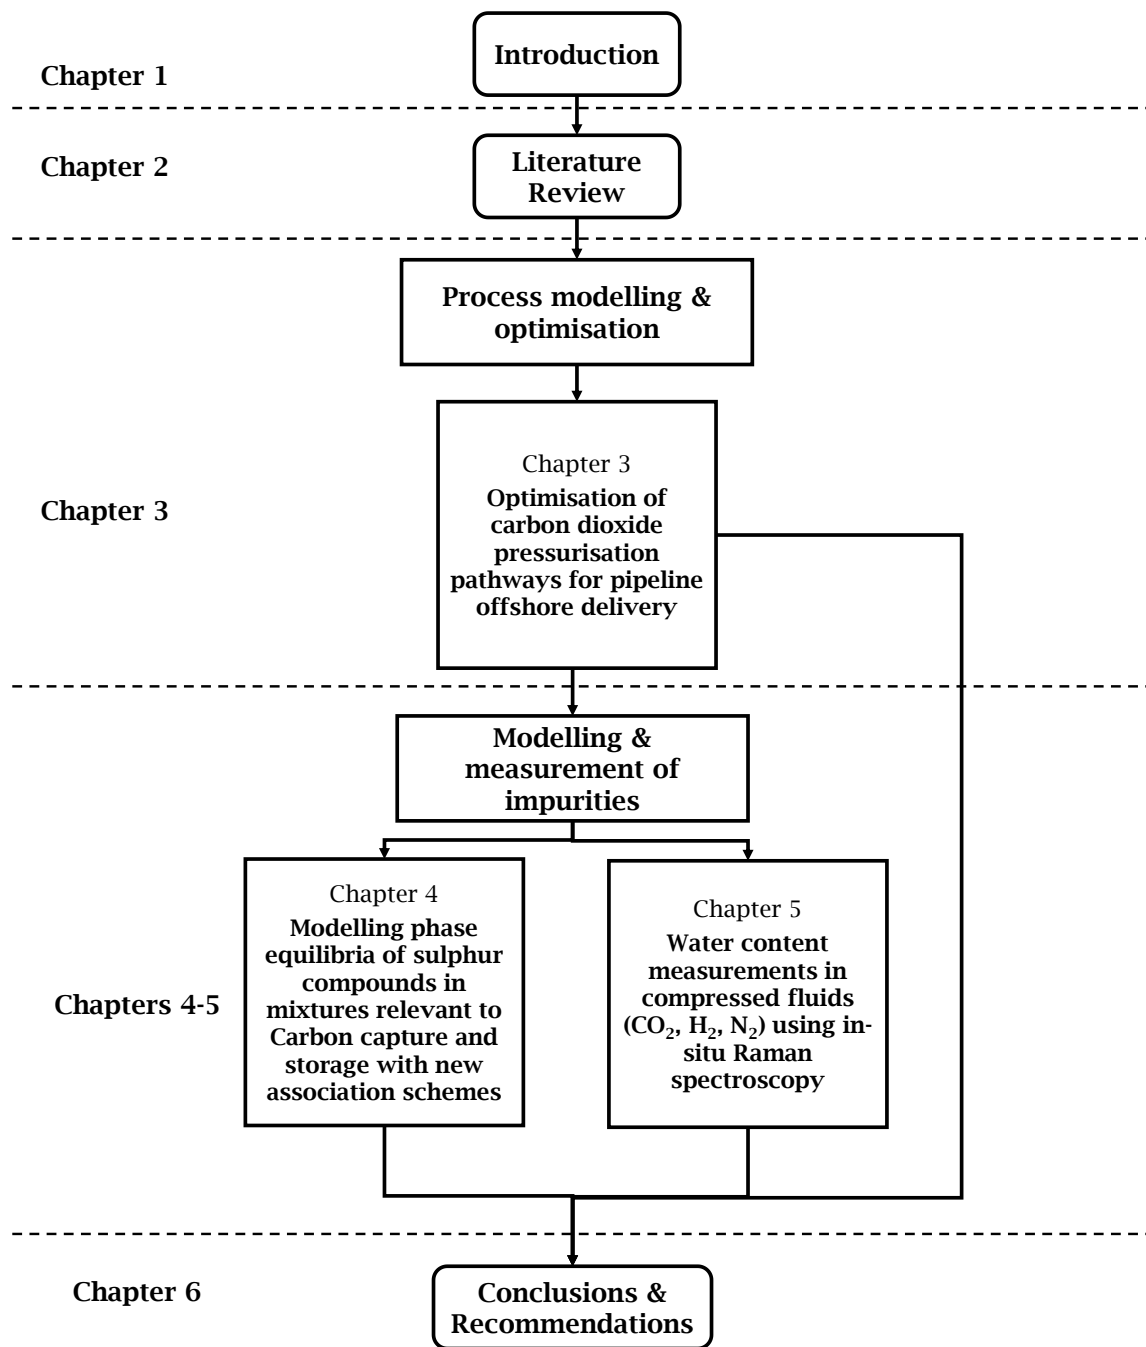 Introduction
Chapter 1
Chapter 2
Literature
Review
Process modelling &
optimisation
Chapter 3
Chapter 3
Optimisation of
carbon dioxide
pressurisation
pathways for pipeline
offshore delivery
Modelling &
measurement of
impurities
Chapters 4-5
Chapter 4
Modelling phase
equilibria of sulphur
compounds in
mixtures relevant to
Carbon capture and
storage with new
association schemes
Chapter 5
Water content
measurements in
compressed fluids
(CO₂, H₂, N₂) using in-
situ Raman
spectroscopy
Chapter 6
Conclusions &
Recommendations